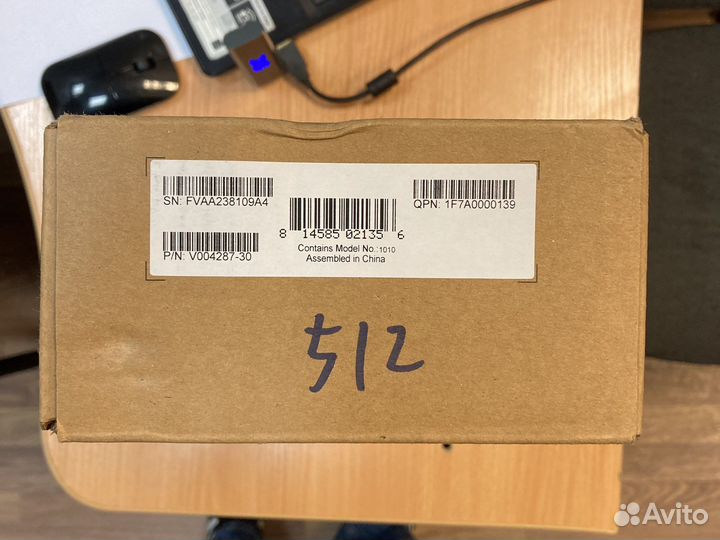 SN: FVAA238109A4
QPN: 1F7A0000139
8 14585 02135 6
Contains Model No.:1010
Assembled in China
P/N: V004287-30
512
Avito